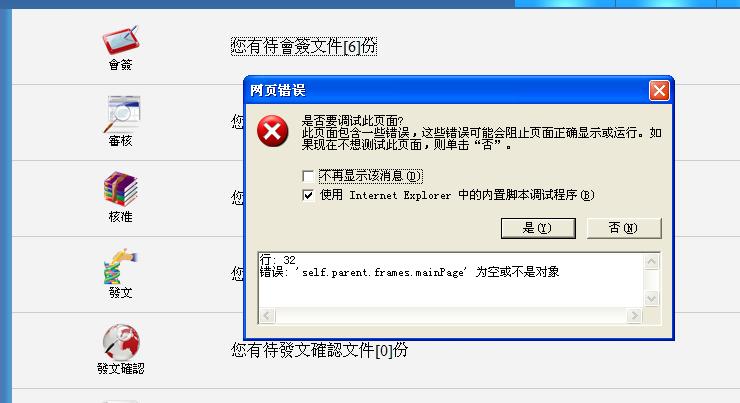 您有待會簽文件[6]份
會簽
网页错误
您
審核
是否要调试此页面?
此页面包含一些错误，这些错误可能会阻止页面正确显示或运行。如
果现在不想测试此页面，则单击“否”。
不再显示该消息(D)
使用 Internet Explorer 中的内置脚本调试程序(B)
您
核准
是(Y)
否(N)
行: 32
错误: 'self.parent.frames.mainPage' 为空或不是对象
您
發文
您有待發文確認文件[0]份
發文確認